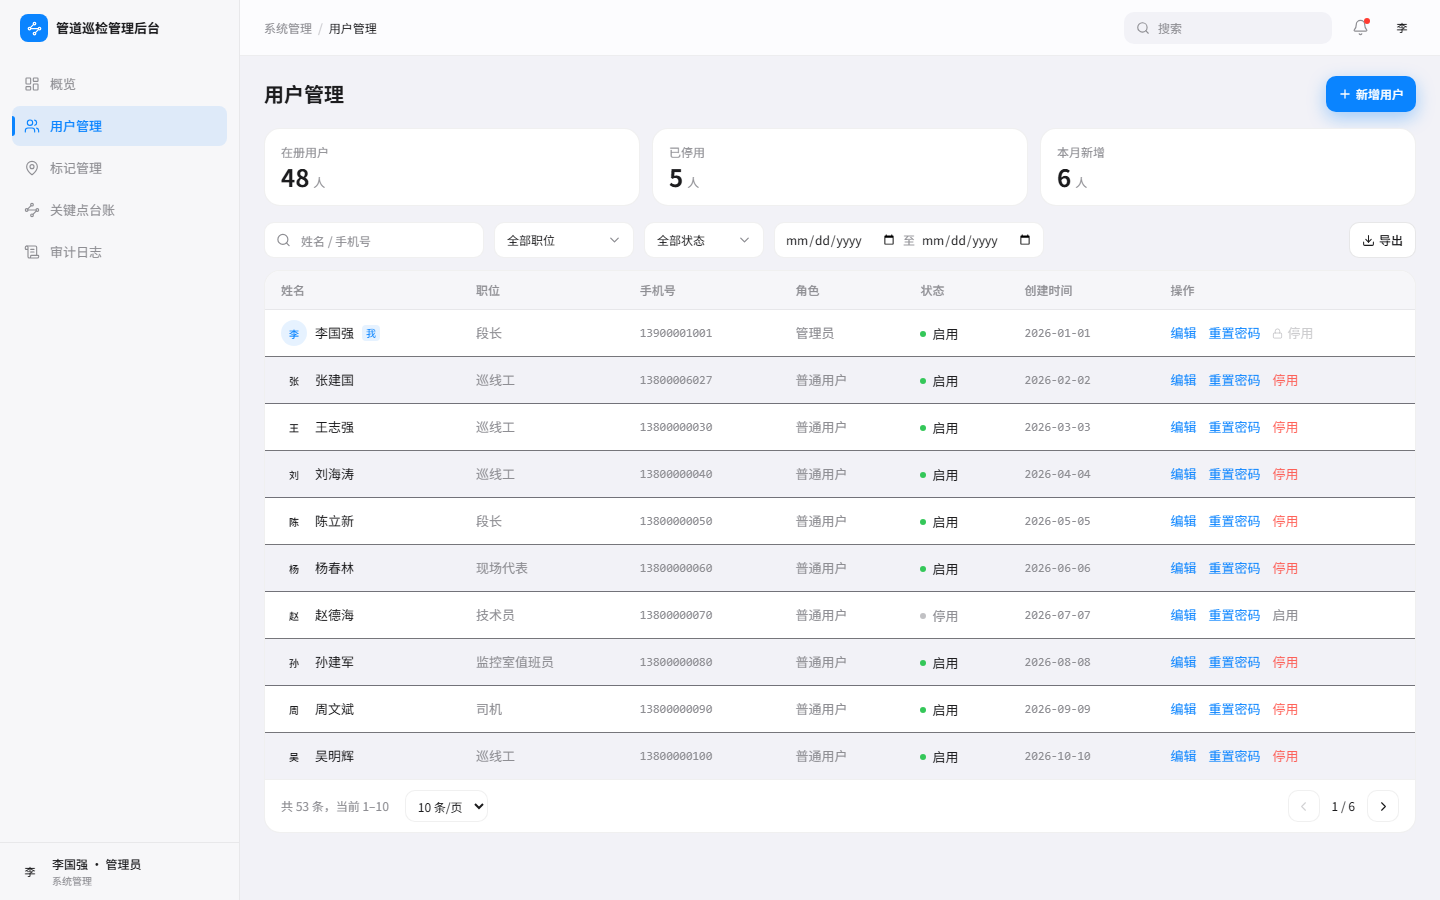 管道巡检管理后台
系统管理 / 用户管理
搜索
李
概览
用户管理
标记管理
关键点台账
审计日志
李
李国强 · 管理员
系统管理
用户管理
新增用户
在册用户
48 人
已停用
5 人
本月新增
6 人
姓名 / 手机号
全部职位
全部状态
mm/dd/yyyy 至 mm/dd/yyyy
导出
姓名 职位 手机号 角色 状态 创建时间 操作
李 李国强 我 段长 13900001001 管理员 启用 2026-01-01 编辑 重置密码 停用
张 张建国 巡线工 13800006027 普通用户 启用 2026-02-02 编辑 重置密码 停用
王 王志强 巡线工 13800000030 普通用户 启用 2026-03-03 编辑 重置密码 停用
刘 刘海涛 巡线工 13800000040 普通用户 启用 2026-04-04 编辑 重置密码 停用
陈 陈立新 段长 13800000050 普通用户 启用 2026-05-05 编辑 重置密码 停用
杨 杨春林 现场代表 13800000060 普通用户 启用 2026-06-06 编辑 重置密码 停用
赵 赵德海 技术员 13800000070 普通用户 停用 2026-07-07 编辑 重置密码 启用
孙 孙建军 监控室值班员 13800000080 普通用户 启用 2026-08-08 编辑 重置密码 停用
周 周文斌 司机 13800000090 普通用户 启用 2026-09-09 编辑 重置密码 停用
吴 吴明辉 巡线工 13800000100 普通用户 启用 2026-10-10 编辑 重置密码 停用
共 53 条，当前 1–10
10 条/页
1 / 6